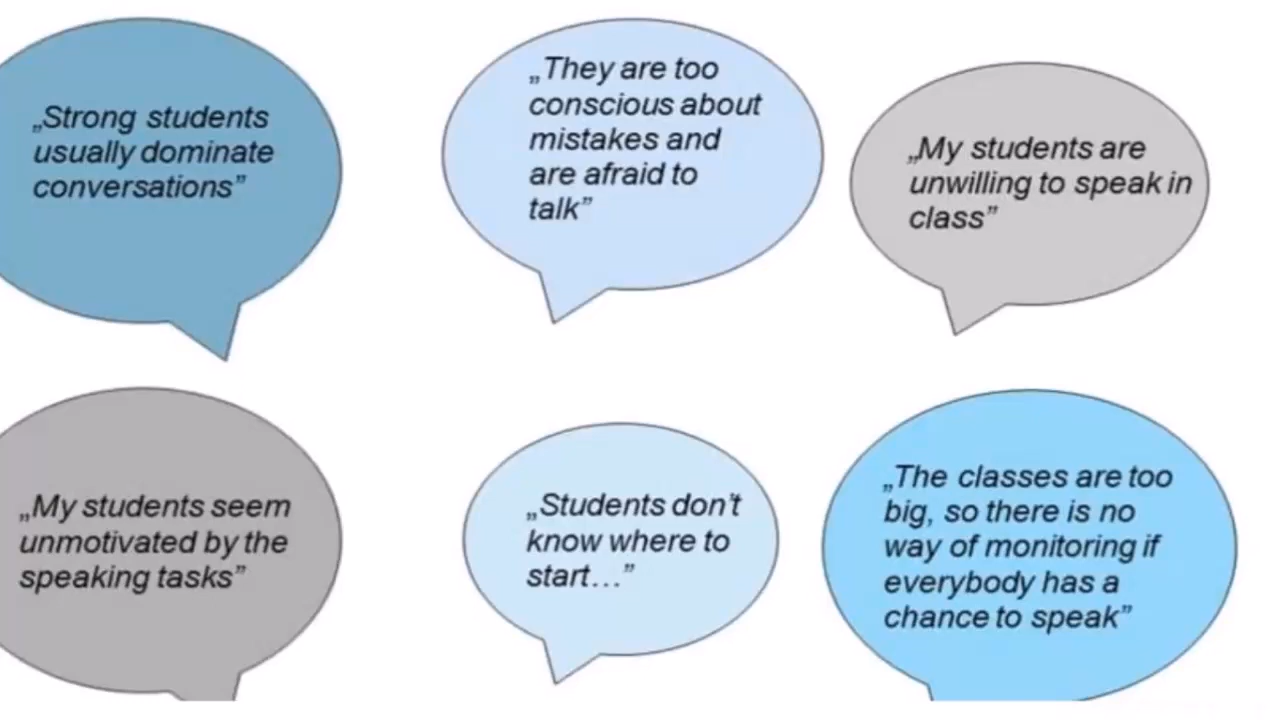 „Strong students
usually dominate
conversations”
„They are too
conscious about
mistakes and
are afraid to
talk”
„My students are
unwilling to speak in
class”
„My students seem
unmotivated by the
speaking tasks”
„Students don’t
know where to
start…”
„The classes are too
big, so there is no
way of monitoring if
everybody has a
chance to speak”